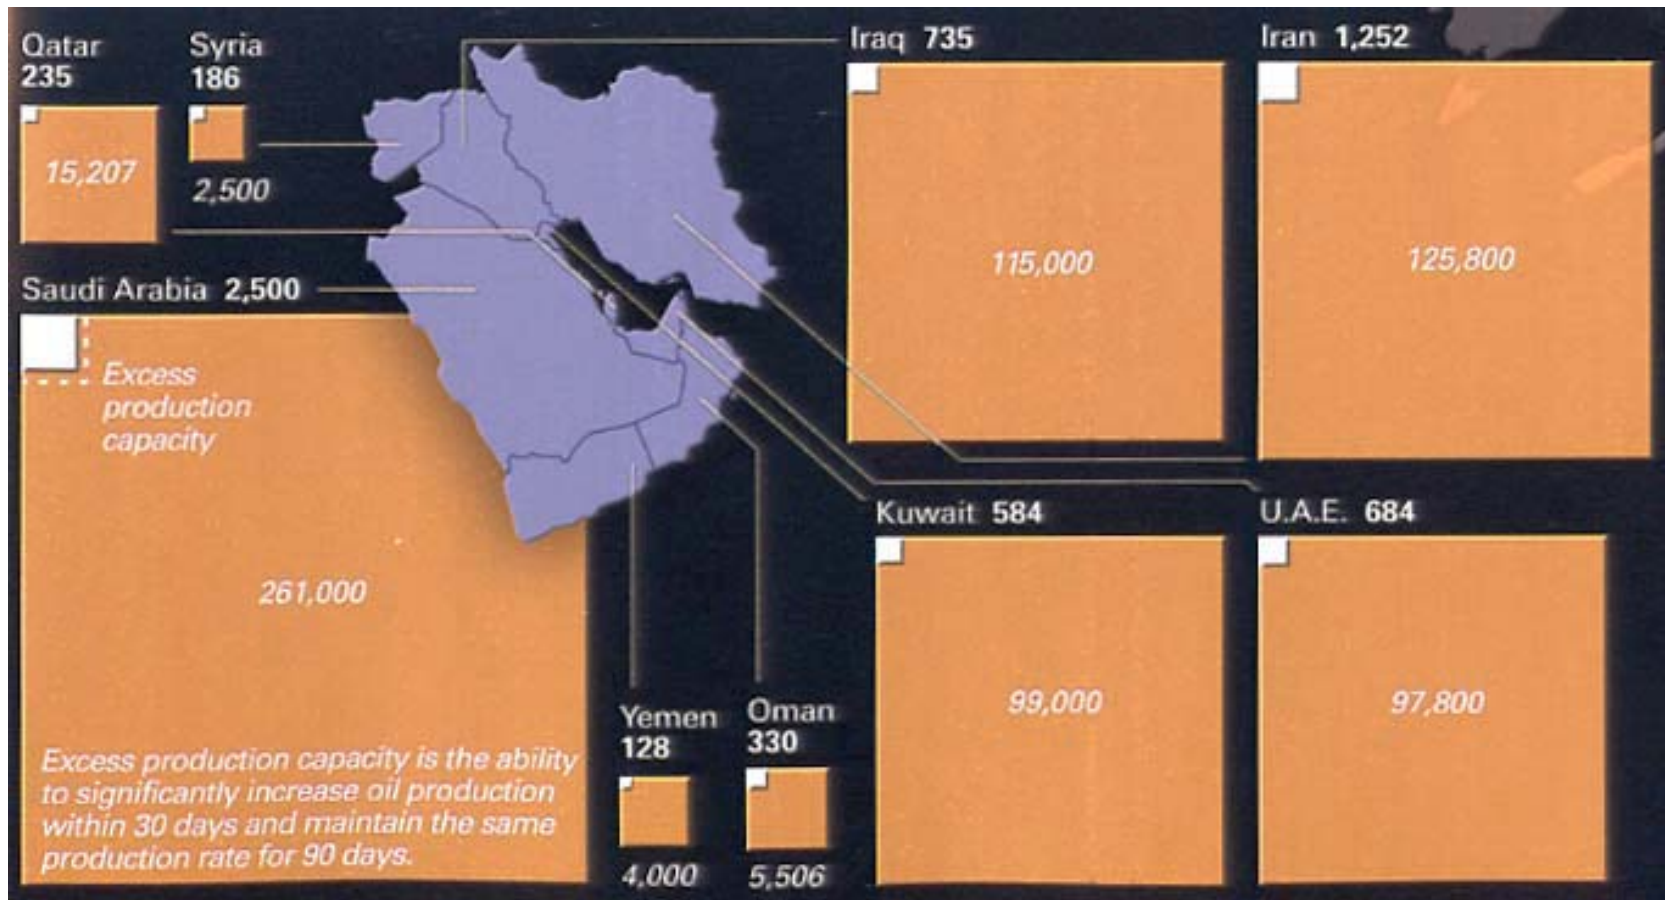 Qatar
235
15,207
Syria
186
2,500
Saudi Arabia 2,500
Excess
production
capacity
261,000
Excess production capacity is the ability
to significantly increase oil production
within 30 days and maintain the same
production rate for 90 days.
Yemen
128
4,000
Oman
330
5,506
Iraq 735
115,000
Iran 1,252
125,800
Kuwait 584
99,000
U.A.E. 684
97,800